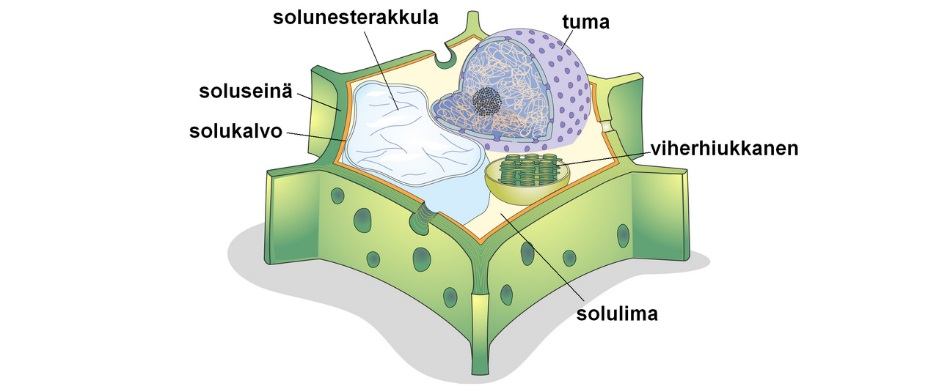 solunesterakkula
tuma
soluseinä
solukalvo
viherhiukkanen
solulima